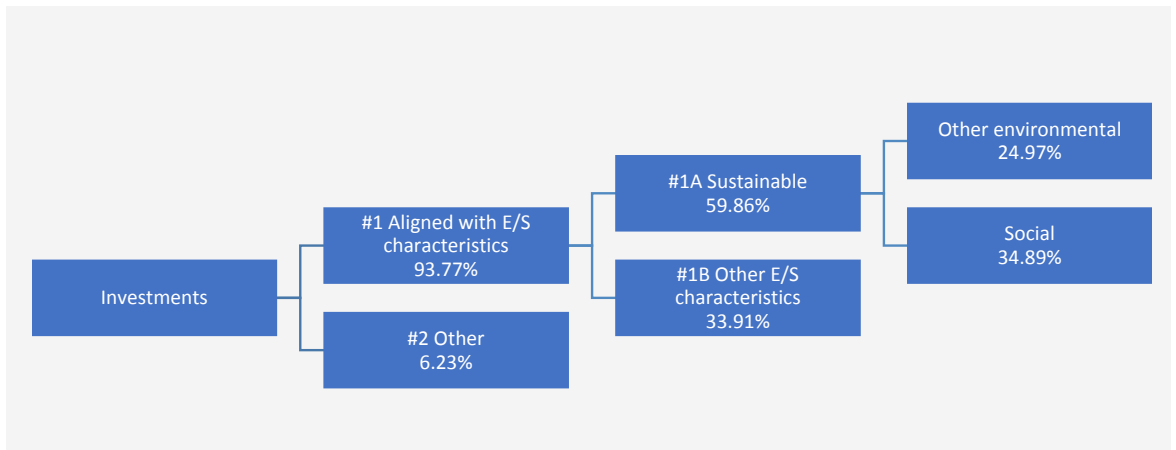 Investments
#1 Aligned with E/S
characteristics
93.77%
#2 Other
6.23%
#1A Sustainable
59.86%
#1B Other E/S
characteristics
33.91%
Other environmental
24.97%
Social
34.89%